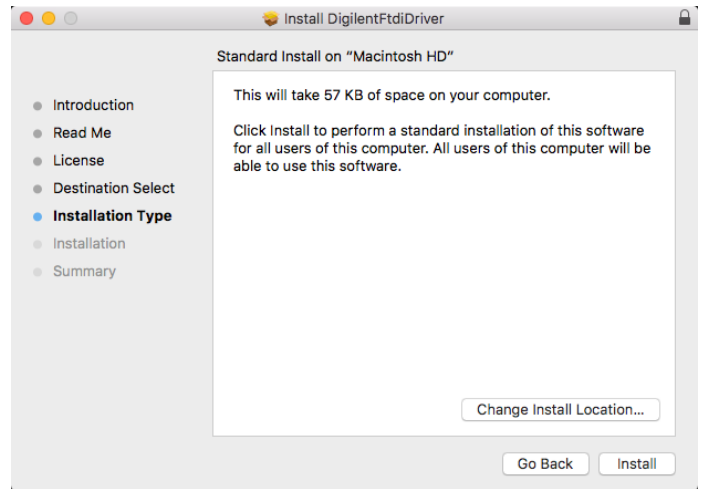 Install DigilentFtdiDriver
Standard Install on “Macintosh HD”
Introduction
Read Me
License
Destination Select
Installation Type
Installation
Summary
This will take 57 KB of space on your computer.
Click Install to perform a standard installation of this software
for all users of this computer. All users of this computer will be
able to use this software.
Change Install Location...
Go Back
Install